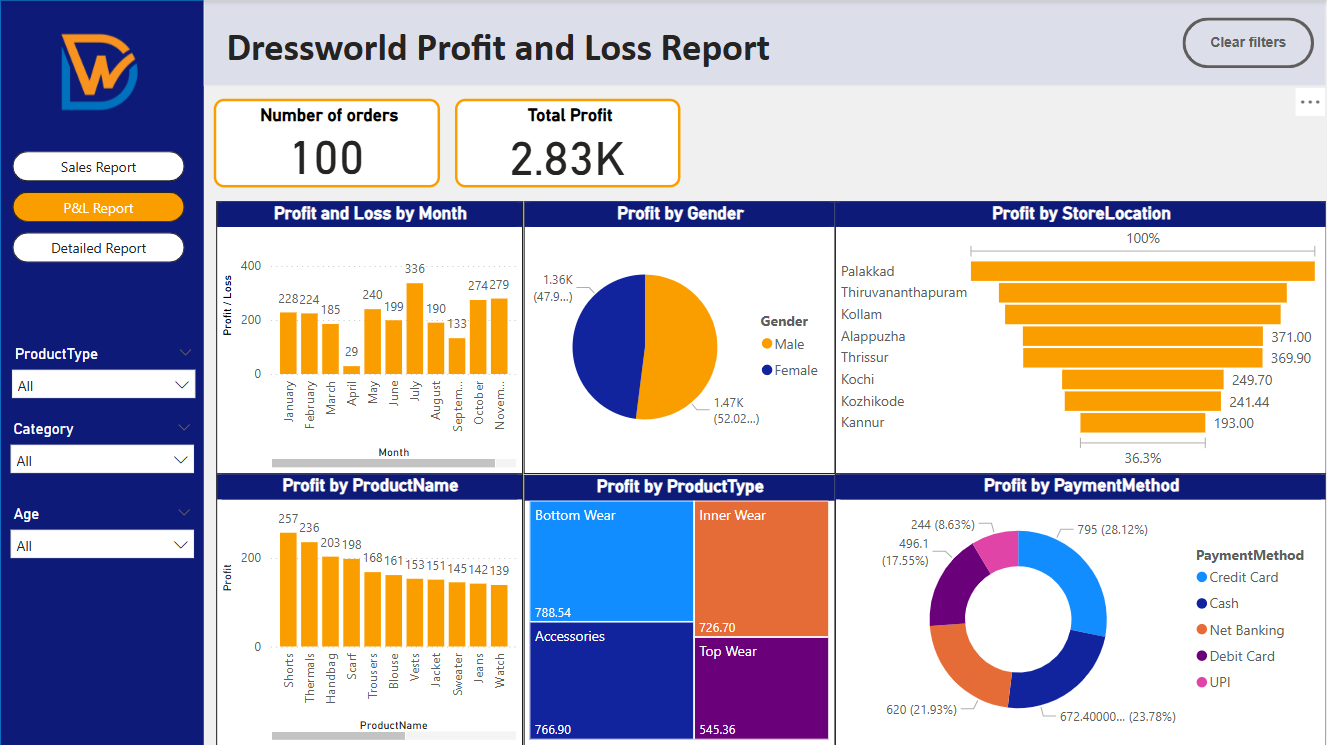 Dressworld Profit and Loss Report
Clear filters
DW
Number of orders
100
Total Profit
2.83K
Sales Report
P&L Report
Detailed Report
ProductType
All
Category
All
Age
All
Profit and Loss by Month
Profit / Loss
400
200
0
228 224 185 29 240 199 336 190 133 274 279
January February March April May June July August Septem... October Novem...
Month
Profit by Gender
1.36K
(47.9...)
1.47K
(52.02...)
Gender
Male
Female
Profit by StoreLocation
100%
Palakkad
Thiruvananthapuram
Kollam
Alappuzha 371.00
Thrissur 369.90
Kochi 249.70
Kozhikode 241.44
Kannur 193.00
36.3%
Profit by ProductName
Profit
200
0
257 236 203 198 168 161 153 151 145 142 139
Shorts Thermals Handbag Scarf Trousers Blouse Vests Jacket Sweater Jeans Watch
ProductName
Profit by ProductType
Bottom Wear
788.54
Inner Wear
726.70
Accessories
766.90
Top Wear
545.36
Profit by PaymentMethod
244 (8.63%)
795 (28.12%)
496.1
(17.55%)
620 (21.93%)
672.40000... (23.78%)
PaymentMethod
Credit Card
Cash
Net Banking
Debit Card
UPI